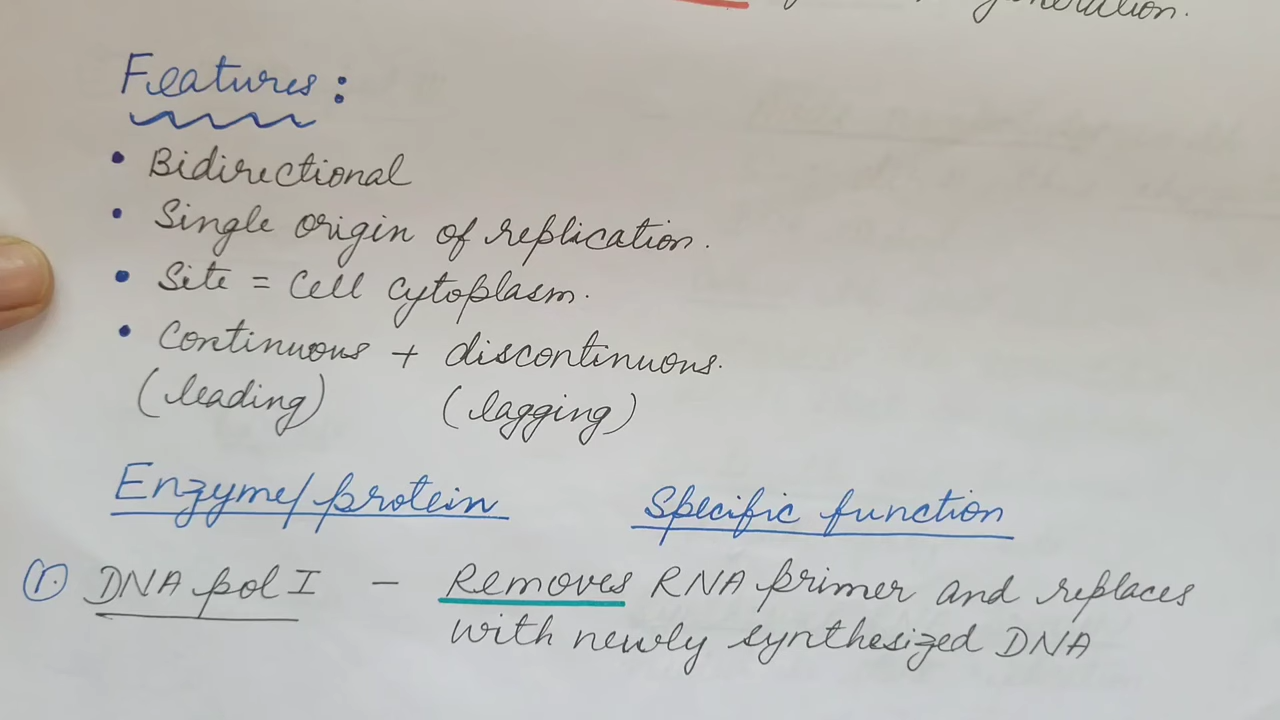 generation.
Features:
• Bidirectional
• Single origin of replication.
• Site = Cell cytoplasm.
• Continuous + discontinuous.
(leading) (lagging)
Enzyme/protein Specific function
1. DNA pol I - Removes RNA primer and replaces
with newly synthesized DNA